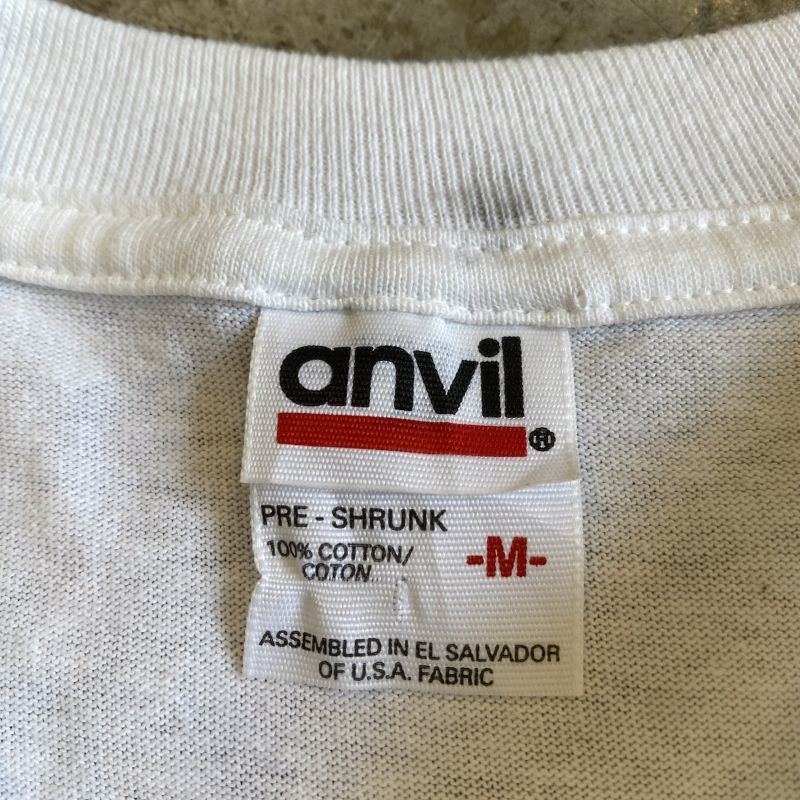 anvil
®
PRE - SHRUNK
100% COTTON/
COTON
-M-
ASSEMBLED IN EL SALVADOR
OF U.S.A. FABRIC